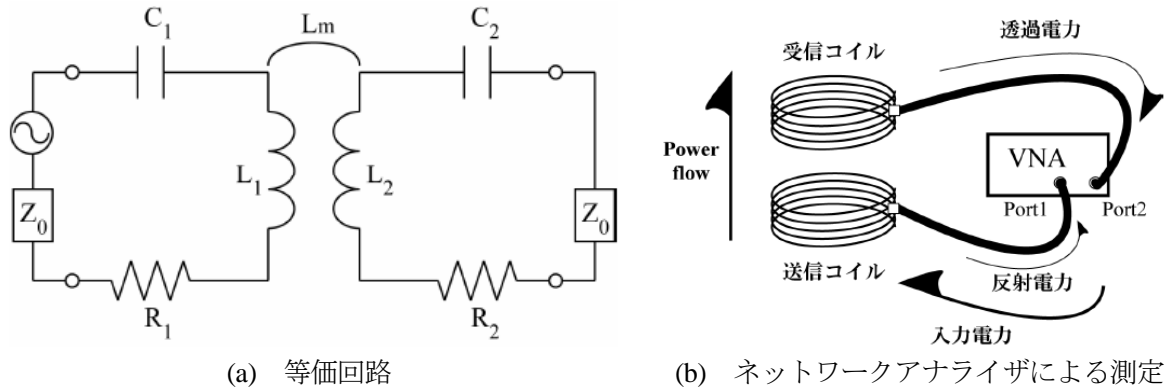 C1
Lm
C2
L1
L2
Z0
Z0
R1
R2
(a) 等価回路
受信コイル
透過電力
Power
flow
VNA
Port1
Port2
送信コイル
反射電力
入力電力
(b) ネットワークアナライザによる測定